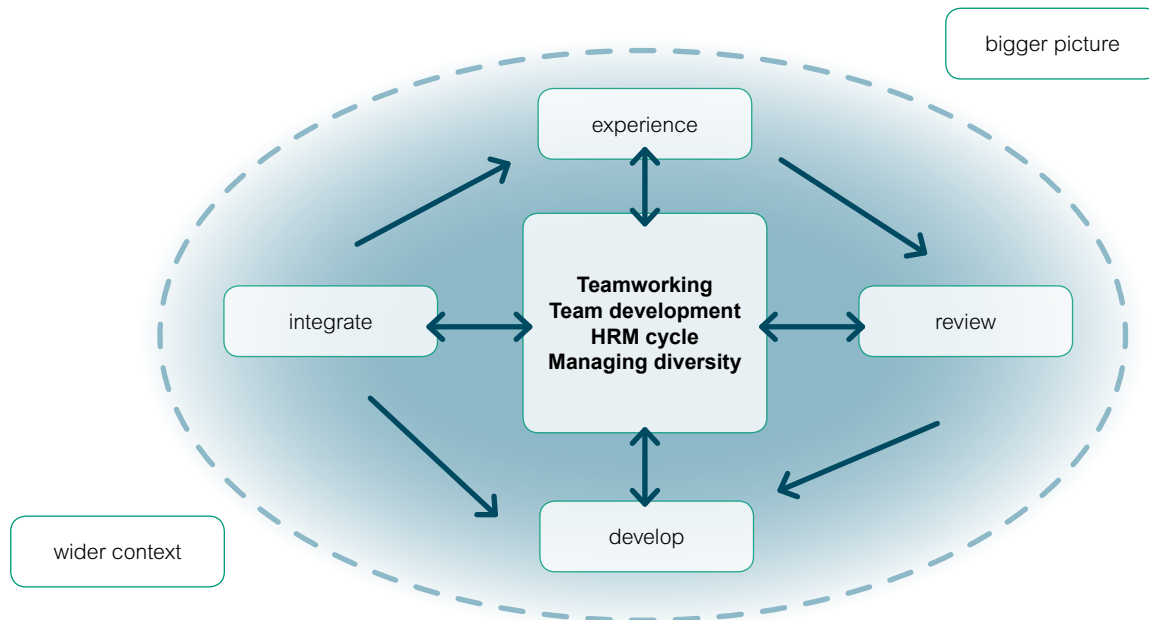 bigger picture
experience
Teamworking
Team development
HRM cycle
Managing diversity
integrate
review
develop
wider context